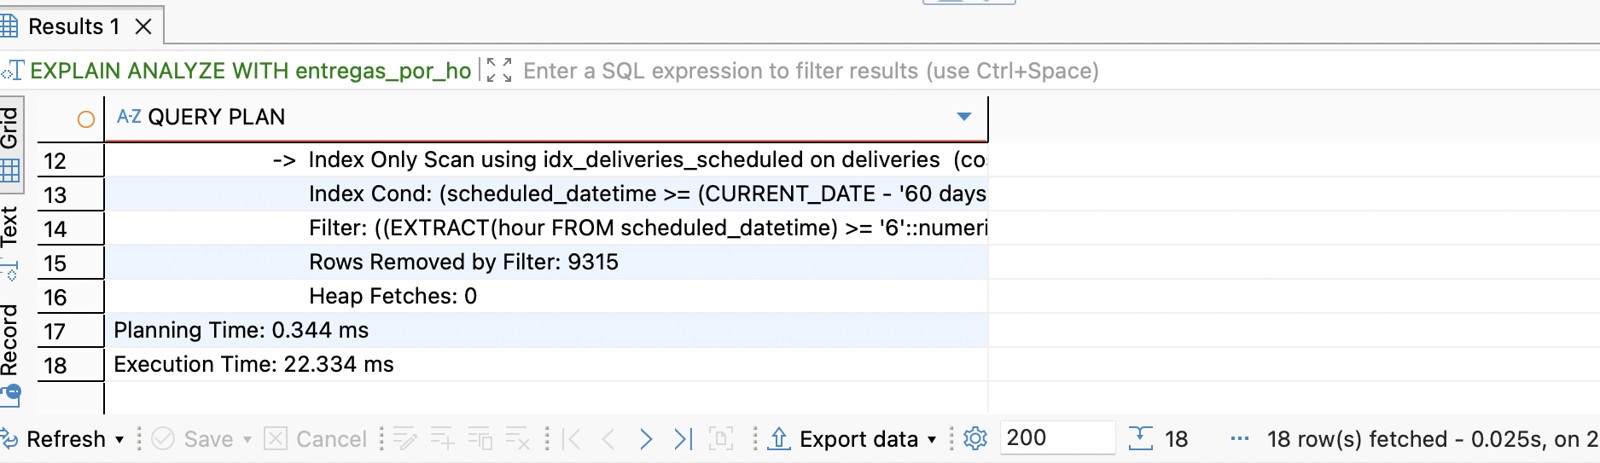 Results 1
EXPLAIN ANALYZE WITH entregas_por_ho Enter a SQL expression to filter results (use Ctrl+Space)
Grid
Text
Record
A-Z QUERY PLAN
12 -> Index Only Scan using idx_deliveries_scheduled on deliveries (co
13 Index Cond: (scheduled_datetime >= (CURRENT_DATE - '60 days
14 Filter: ((EXTRACT(hour FROM scheduled_datetime) >= '6'::numeri
15 Rows Removed by Filter: 9315
16 Heap Fetches: 0
17 Planning Time: 0.344 ms
18 Execution Time: 22.334 ms
Refresh Save Cancel Export data 200 18 ... 18 row(s) fetched - 0.025s, on 2